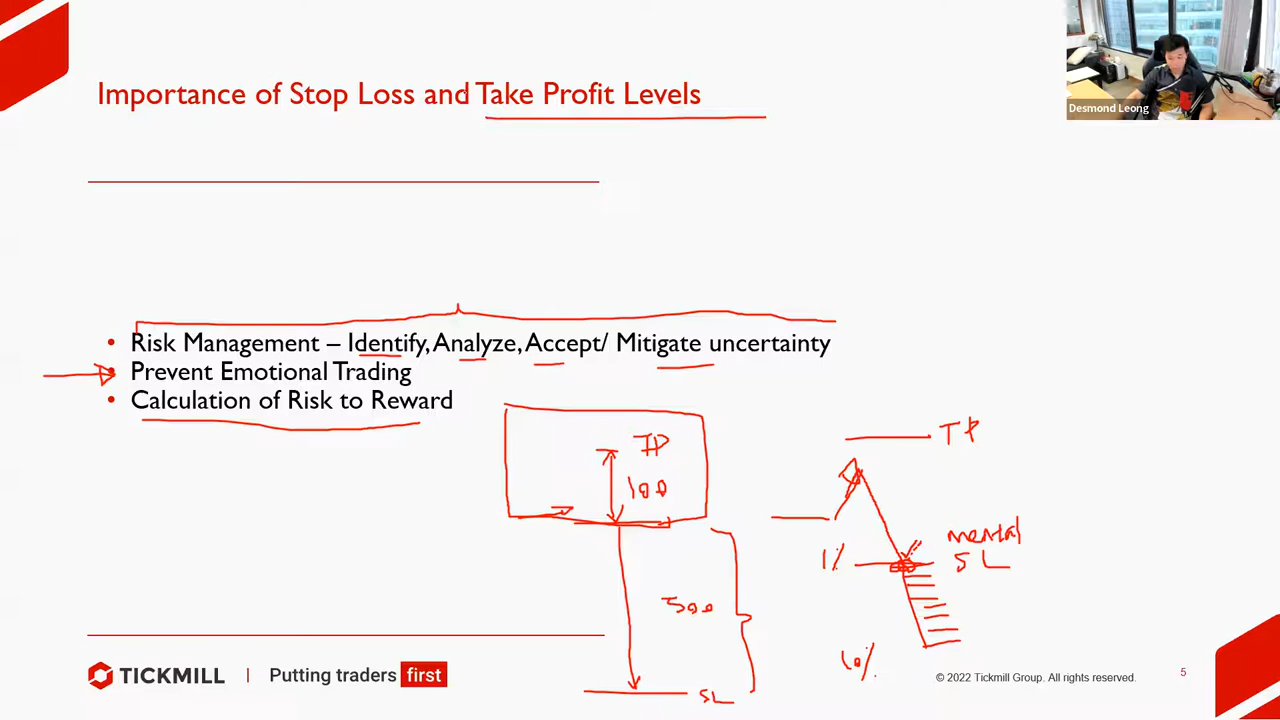 Importance of Stop Loss and Take Profit Levels
Desmond Leong
• Risk Management – Identify, Analyze, Accept/ Mitigate uncertainty
• Prevent Emotional Trading
• Calculation of Risk to Reward
TP
100
500
SL
TP
1%
mental
SL
10%
TICKMILL | Putting traders first
© 2022 Tickmill Group. All rights reserved.
5